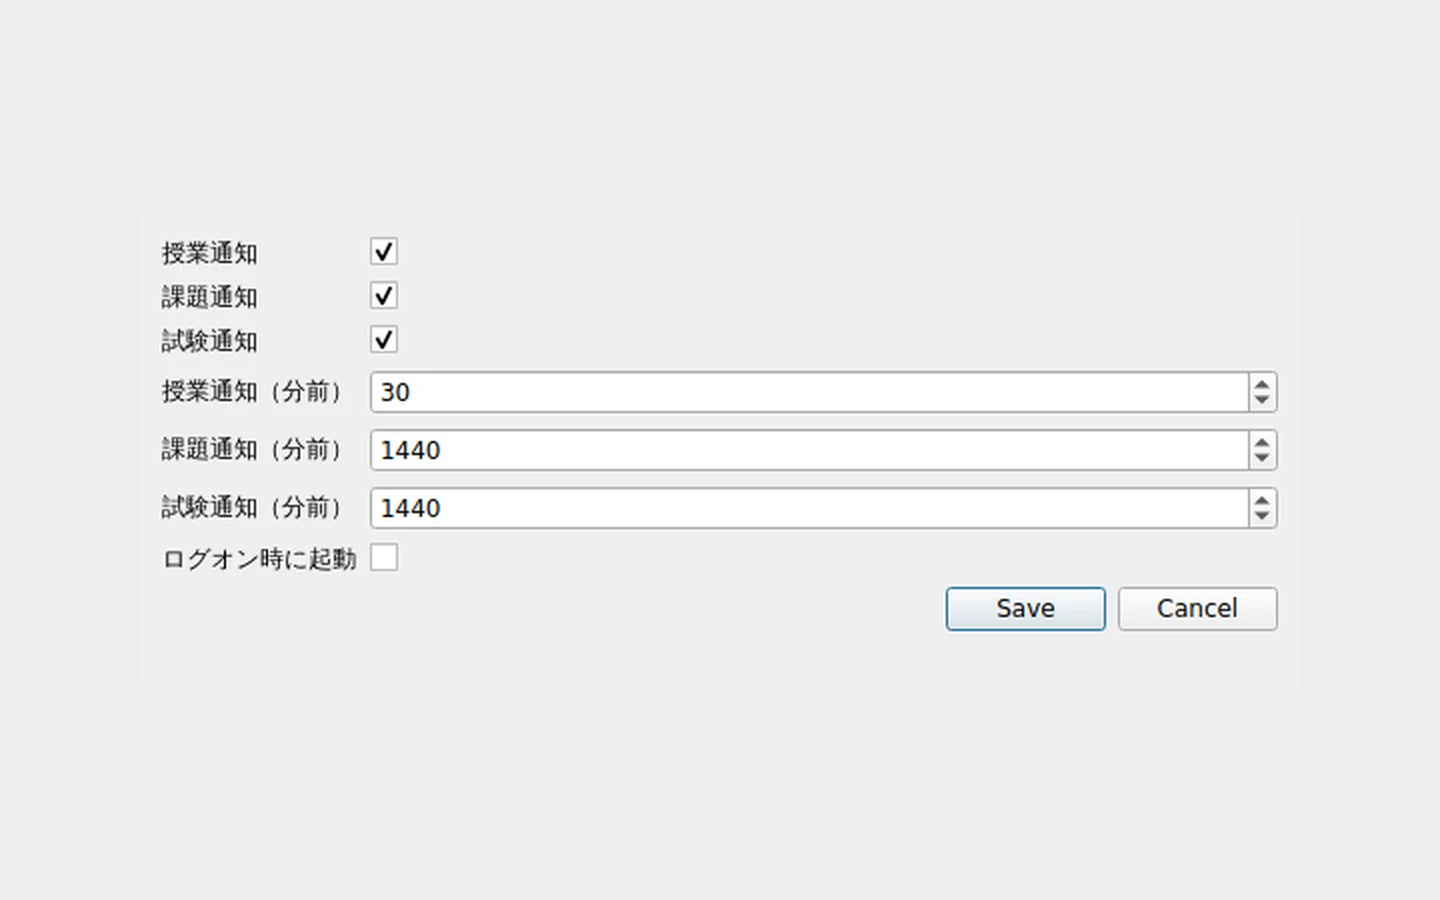 授業通知
課題通知
試験通知
授業通知（分前） 30
課題通知（分前） 1440
試験通知（分前） 1440
ログオン時に起動
Save Cancel